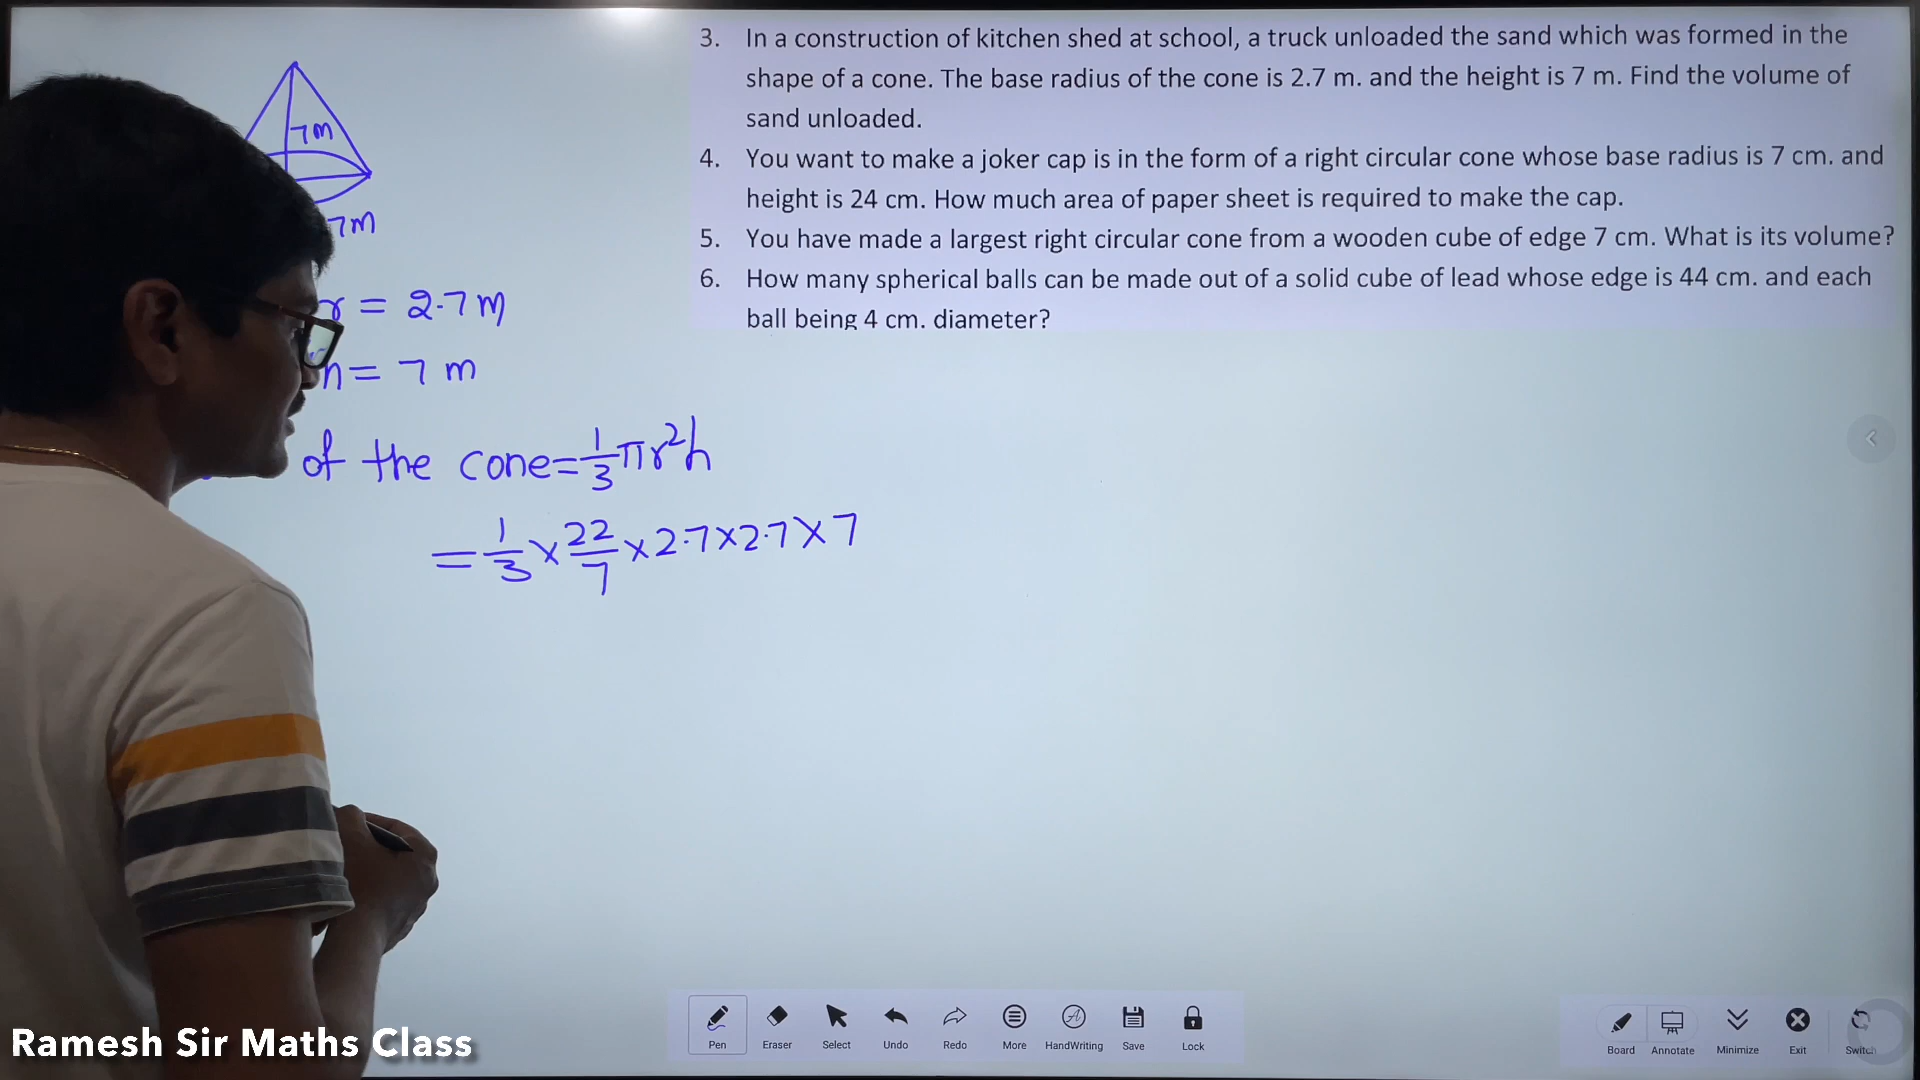 3. In a construction of kitchen shed at school, a truck unloaded the sand which was formed in the
shape of a cone. The base radius of the cone is 2.7 m. and the height is 7 m. Find the volume of
sand unloaded.
4. You want to make a joker cap is in the form of a right circular cone whose base radius is 7 cm. and
height is 24 cm. How much area of paper sheet is required to make the cap.
5. You have made a largest right circular cone from a wooden cube of edge 7 cm. What is its volume?
6. How many spherical balls can be made out of a solid cube of lead whose edge is 44 cm. and each
ball being 4 cm. diameter?
7m
7m
r = 2.7 m
h = 7 m
of the cone = 1/3 πr²h
= 1/3 × 22/7 × 2.7 × 2.7 × 7
Ramesh Sir Maths Class
Pen Eraser Select Undo Redo More HandWriting Save Lock
Board Annotate Minimize Exit Switch